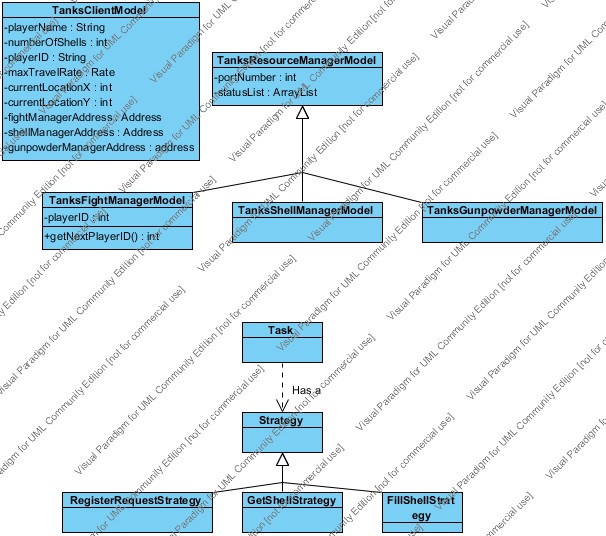 TanksClientModel
-playerName : String
-numberOfShells : int
-playerID : String
-maxTravelRate : Rate
-currentLocationX : int
-currentLocationY : int
-fightManagerAddress : Address
-shellManagerAddress : Address
-gunpowderManagerAddress : address
TanksResourceManagerModel
-portNumber : int
-statusList : ArrayList
TanksFightManagerModel
-playerID : int
+getNextPlayerID() : int
TanksShellManagerModel
TanksGunpowderManagerModel
Task
Has a
Strategy
RegisterRequestStrategy
GetShellStrategy
FillShellStrat
egy
Visual Paradigm for UML Community Edition [not for commercial use]